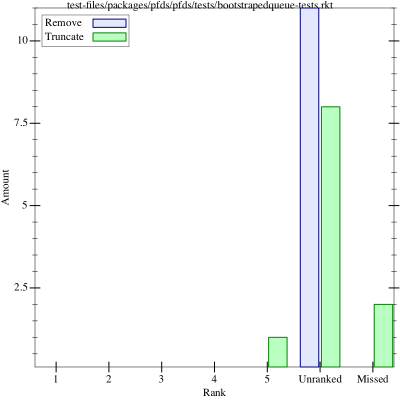 test-files/packages/pfds/pfds/tests/bootstrapedqueue-tests.rkt
Remove
Truncate
10
7.5
5
2.5
Amount
1 2 3 4 5 Unranked Missed
Rank